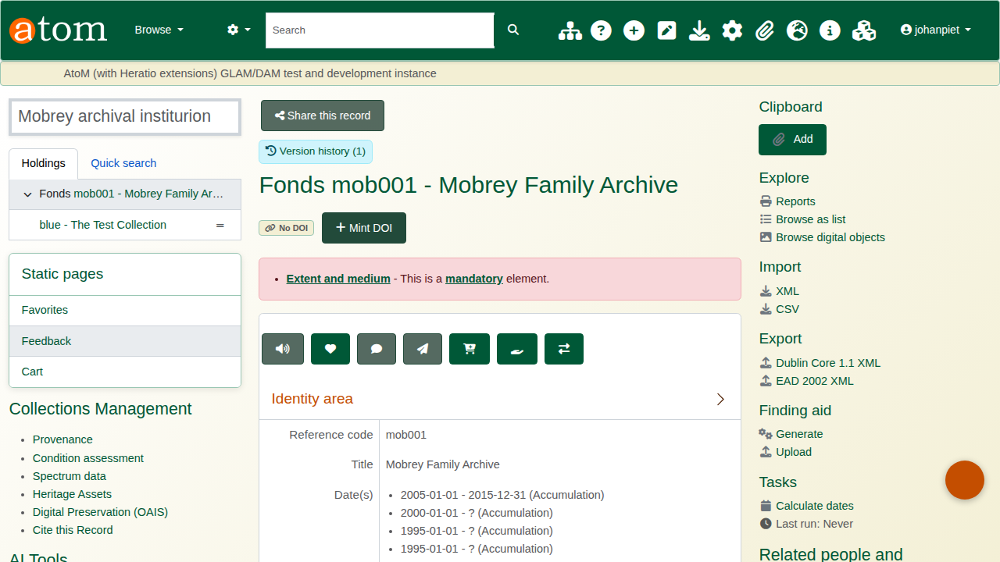 atom
Browse
Search
johanpiet
AtoM (with Heratio extensions) GLAM/DAM test and development instance
Mobrey archival institurion
Holdings
Quick search
Fonds mob001 - Mobrey Family Ar...
blue - The Test Collection
Static pages
Favorites
Feedback
Cart
Collections Management
Provenance
Condition assessment
Spectrum data
Heritage Assets
Digital Preservation (OAIS)
Cite this Record
AI Tools
Share this record
Version history (1)
Fonds mob001 - Mobrey Family Archive
No DOI
Mint DOI
Extent and medium - This is a mandatory element.
Identity area
Reference code
mob001
Title
Mobrey Family Archive
Date(s)
2005-01-01 - 2015-12-31 (Accumulation)
2000-01-01 - ? (Accumulation)
1995-01-01 - ? (Accumulation)
1995-01-01 - ? (Accumulation)
Clipboard
Add
Explore
Reports
Browse as list
Browse digital objects
Import
XML
CSV
Export
Dublin Core 1.1 XML
EAD 2002 XML
Finding aid
Generate
Upload
Tasks
Calculate dates
Last run: Never
Related people and